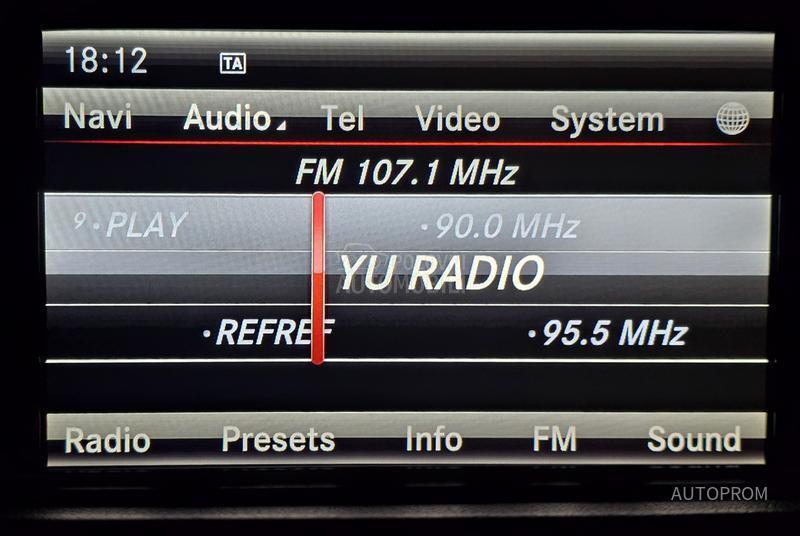 18:12 TA
Navi Audio Tel Video System
FM 107.1 MHz
9•PLAY •90.0 MHz
YU RADIO
•REFREF •95.5 MHz
Radio Presets Info FM Sound
AUTOPROM